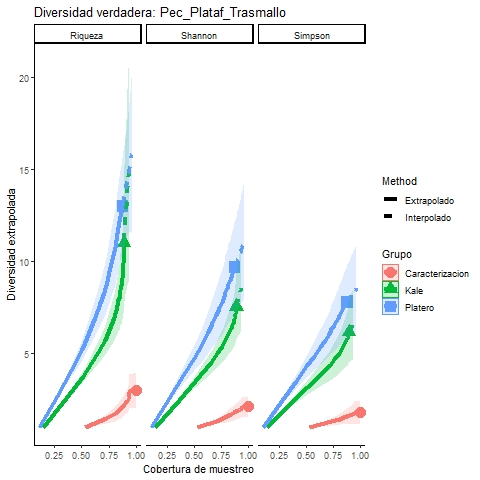 Diversidad verdadera: Pec_Plataf_Trasmallo
Riqueza
Shannon
Simpson
20
15
10
5
Diversidad extrapolada
0.25 0.50 0.75 1.00
0.25 0.50 0.75 1.00
0.25 0.50 0.75 1.00
Cobertura de muestreo
Method
Extrapolado
Interpolado
Grupo
Caracterizacion
Kale
Platero